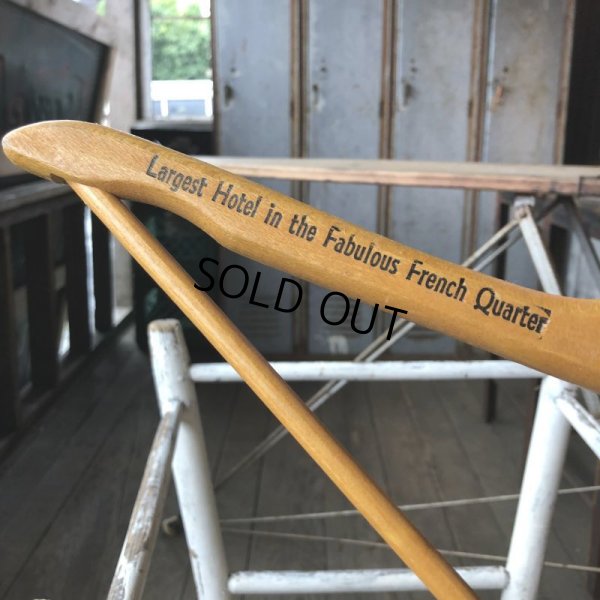 Largest Hotel in the Fabulous French Quarter
SOLD OUT